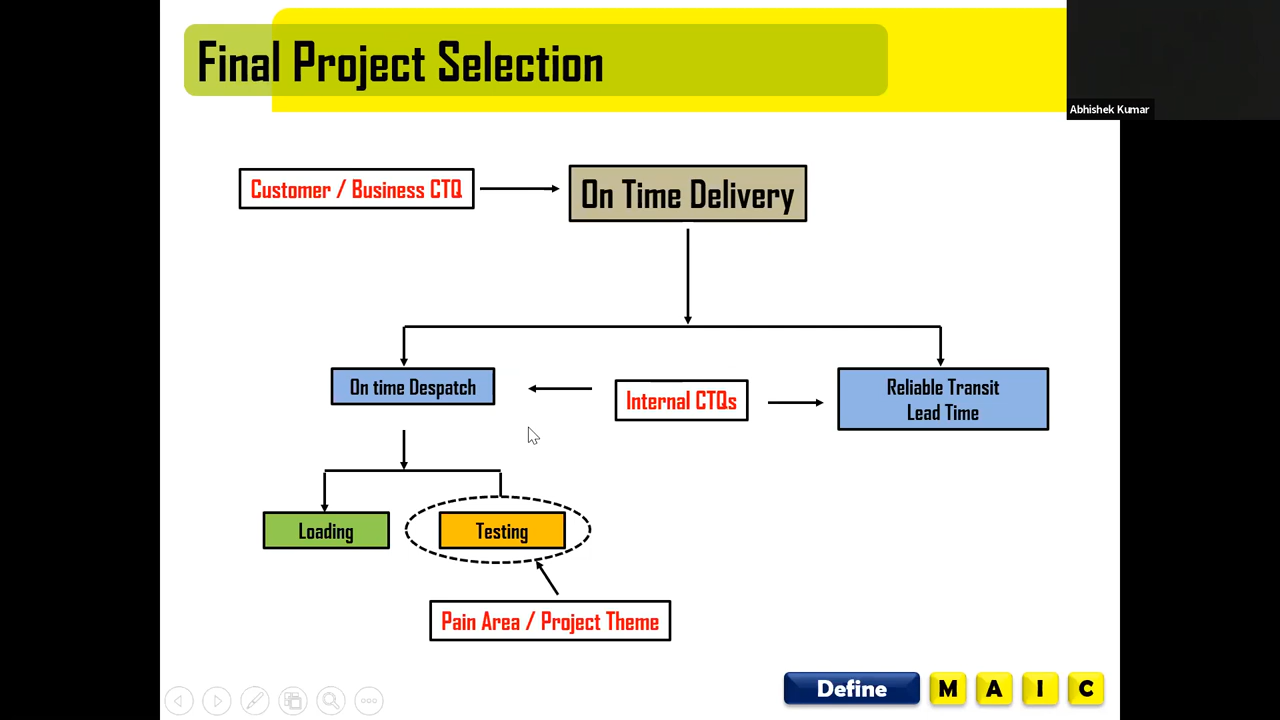 Final Project Selection
Abhishek Kumar
Customer / Business CTQ
On Time Delivery
On time Despatch
Internal CTQs
Reliable Transit
Lead Time
Loading
Testing
Pain Area / Project Theme
Define M A I C